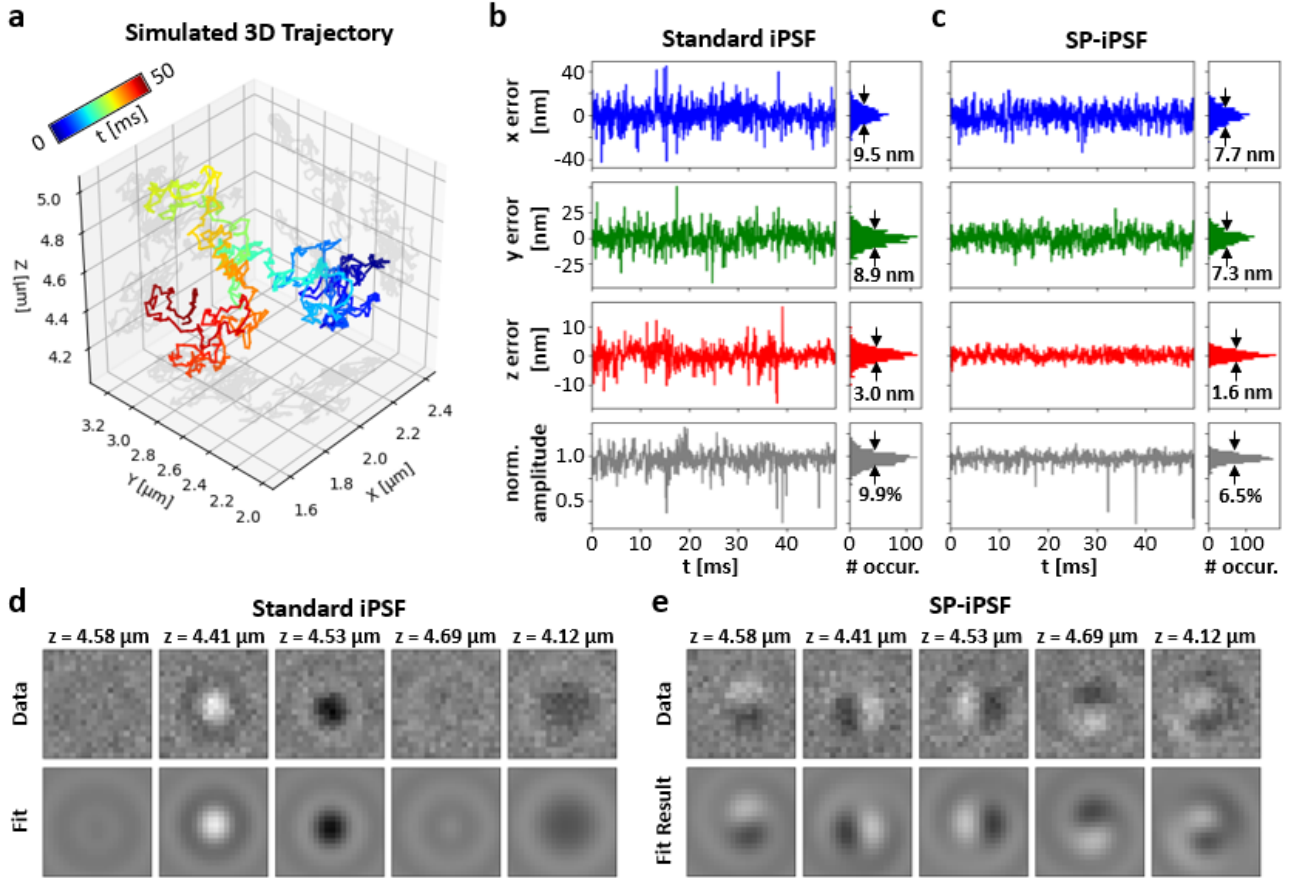 a
Simulated 3D Trajectory
0
50
t [ms]
5.0
4.8
4.6
4.4
4.2
Z [µm]
3.2
3.0
2.8
2.6
2.4
2.2
2.0
Y [µm]
2.4
2.2
2.0
1.8
1.6
X [µm]
b
Standard iPSF
x error
[nm]
40
0
-40
9.5 nm
y error
[nm]
25
0
-25
8.9 nm
z error
[nm]
10
0
-10
3.0 nm
norm.
amplitude
1.0
0.5
9.9%
0 10 20 30 40
t [ms]
0 100
# occur.
c
SP-iPSF
7.7 nm
7.3 nm
1.6 nm
6.5%
0 10 20 30 40
t [ms]
0 100
# occur.
d
Standard iPSF
z = 4.58 µm z = 4.41 µm z = 4.53 µm z = 4.69 µm z = 4.12 µm
Data
Fit
e
SP-iPSF
z = 4.58 µm z = 4.41 µm z = 4.53 µm z = 4.69 µm z = 4.12 µm
Data
Fit Result